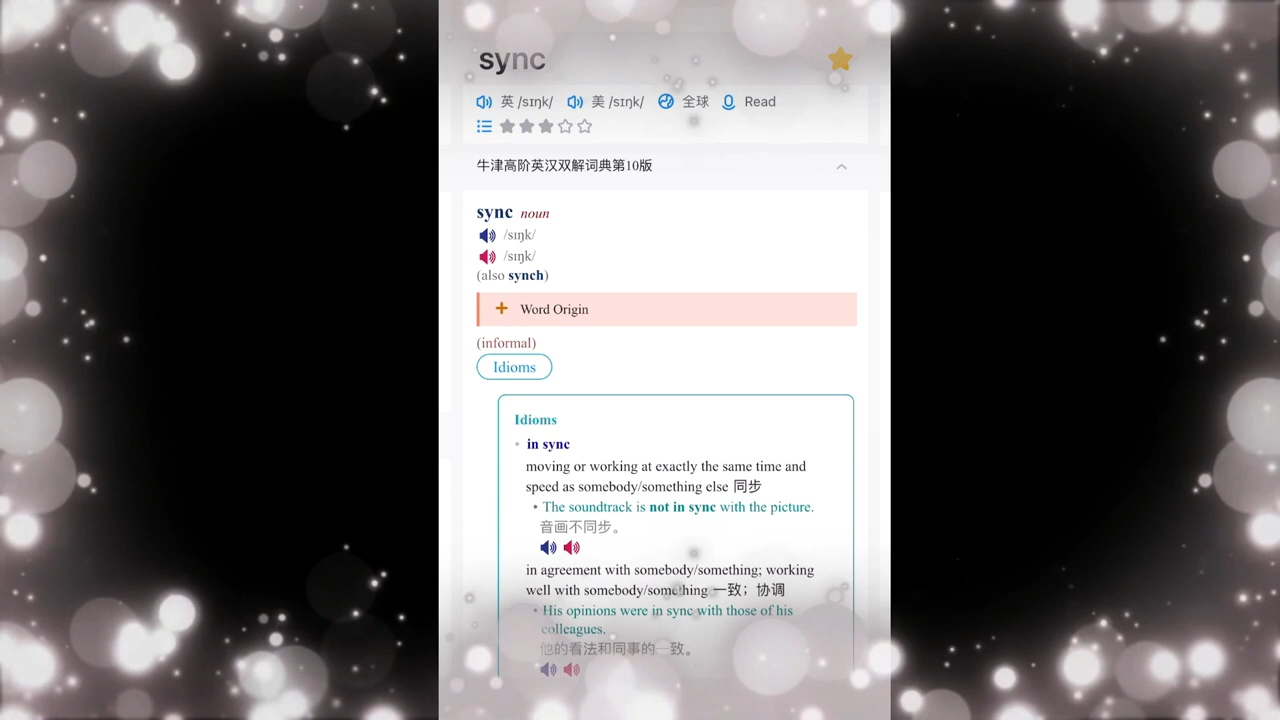 sync
英 /sɪŋk/ 美 /sɪŋk/ 全球 Read
牛津高阶英汉双解词典第10版
sync noun
/sɪŋk/
/sɪŋk/
(also synch)
+ Word Origin
(informal)
Idioms
Idioms
in sync
moving or working at exactly the same time and
speed as somebody/something else 同步
• The soundtrack is not in sync with the picture.
音画不同步。
in agreement with somebody/something; working
well with somebody/something 一致；协调
• His opinions were in sync with those of his
colleagues.
他的看法和同事的一致。